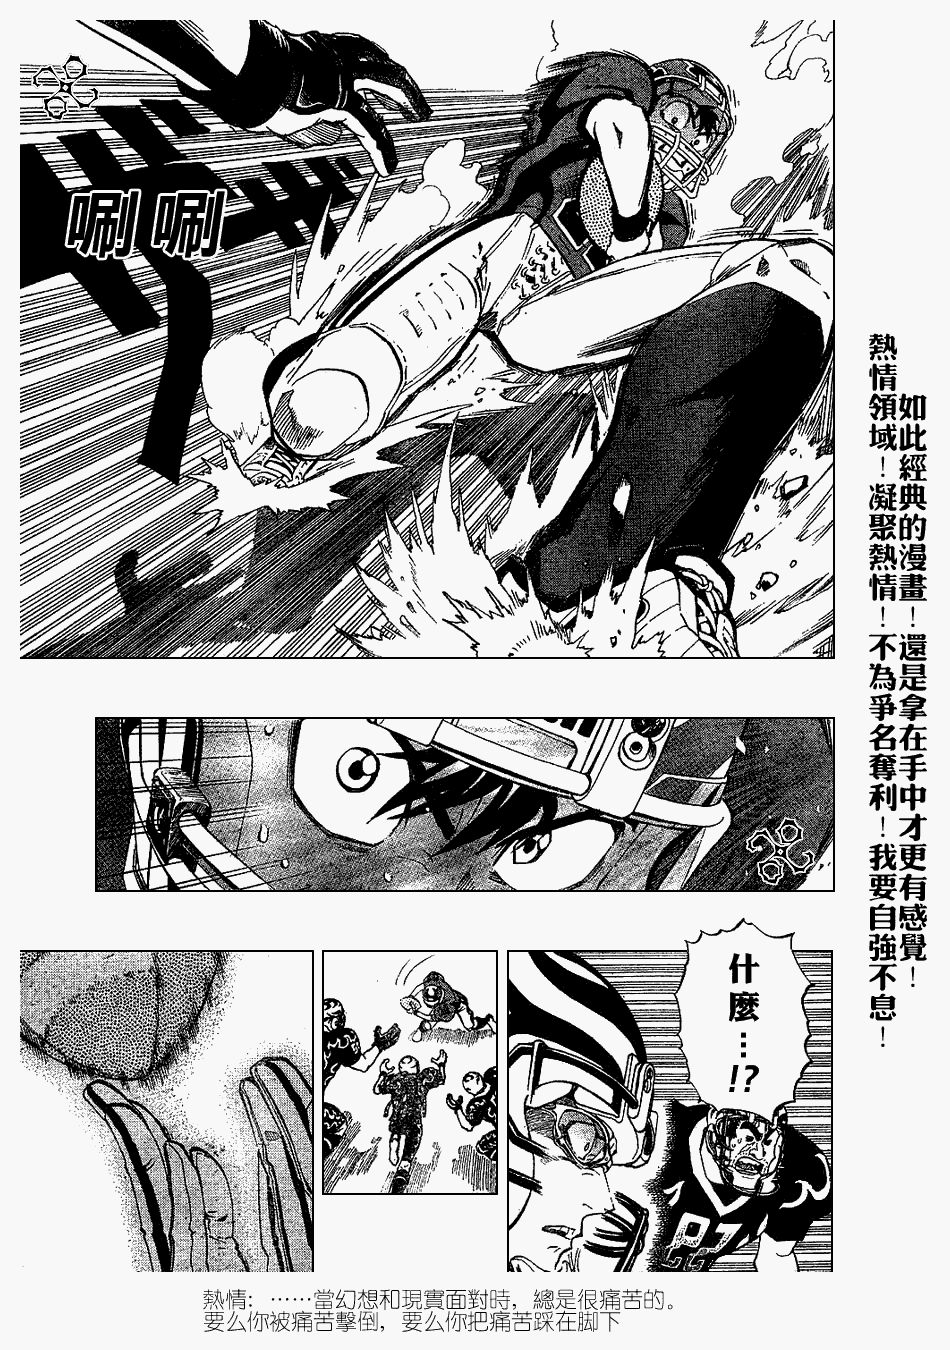 唰唰
什
麼
…
!?
如此經典的漫畫！還是拿在手中才更有感覺！
熱情領域！凝聚熱情！不為爭名奪利！我要自強不息！
熱情：……當幻想和現實面對時，總是很痛苦的。
要么你被痛苦擊倒，要么你把痛苦踩在脚下
87